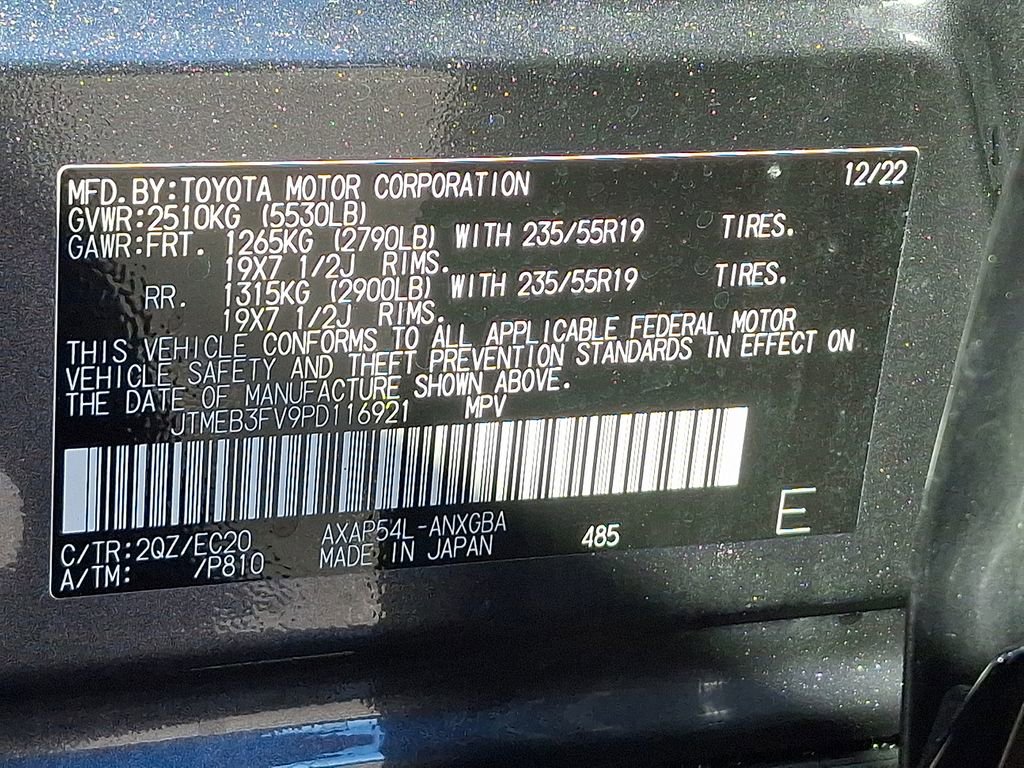 MFD.BY:TOYOTA MOTOR CORPORATION 12/22
GVWR:2510KG (5530LB)
GAWR:FRT. 1265KG (2790LB) WITH 235/55R19 TIRES.
19X7 1/2J RIMS.
RR. 1315KG (2900LB) WITH 235/55R19 TIRES.
19X7 1/2J RIMS.
THIS VEHICLE CONFORMS TO ALL APPLICABLE FEDERAL MOTOR
VEHICLE SAFETY AND THEFT PREVENTION STANDARDS IN EFFECT ON
THE DATE OF MANUFACTURE SHOWN ABOVE.
JTMEB3FV9PD116921 MPV
C/TR:2QZ/EC20 AXAP54L-ANXGBA 485 E
A/TM: /P810 MADE IN JAPAN